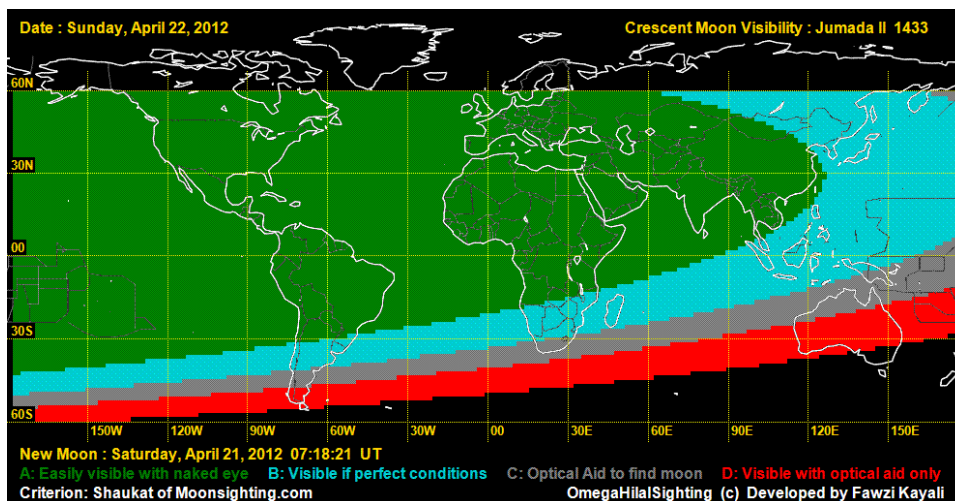 Date : Sunday, April 22, 2012 Crescent Moon Visibility : Jumada II 1433
60N
30N
00
30S
60S
150W 120W 90W 60W 30W 00 30E 60E 90E 120E 150E
New Moon : Saturday, April 21, 2012 07:18:21 UT
A: Easily visible with naked eye B: Visible if perfect conditions C: Optical Aid to find moon D: Visible with optical aid only
Criterion: Shaukat of Moonsighting.com OmegaHilalSighting (c) Developed by Fawzi Kayali